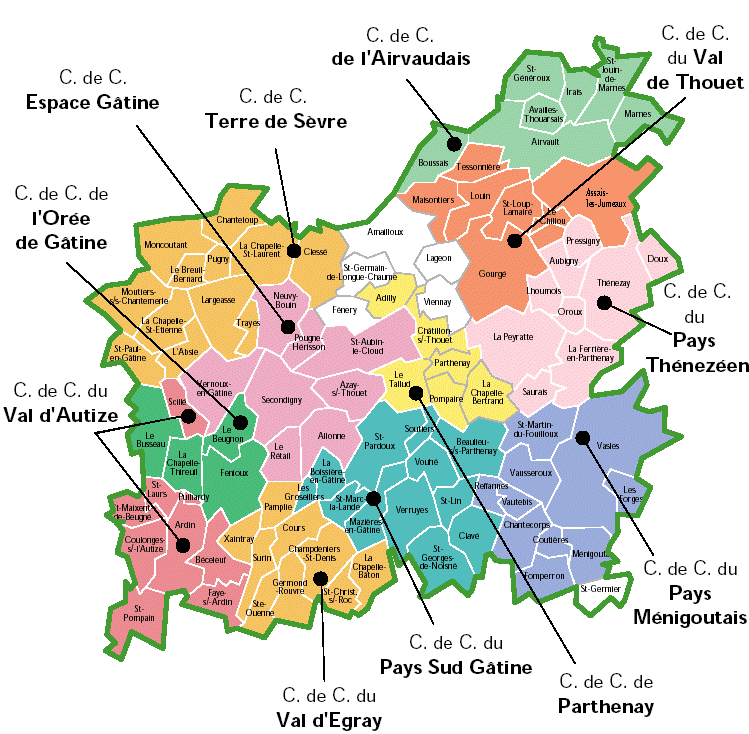 C. de C.
de l'Airvaudais
C. de C.
du Val
de Thouet
C. de C.
Espace Gâtine
C. de C.
Terre de Sèvre
C. de C. de
l'Orée
de Gâtine
C. de C.
du
Pays
Thénezéen
C. de C. du
Val d'Autize
C. de C. du
Pays
Ménigoutais
C. de C. du
Pays Sud Gâtine
C. de C. de
Parthenay
C. de C. du
Val d'Egray
St-
Généroux
Irais
St-
Jouin-
de-
Marnes
Availles-
Thouarsais
Marnes
Airvault
Boussais
Tessonnière
Maisontiers
Louin
St-Loup-
Lamaire
Le
Chillou
Assais-
les-Jumeaux
Gourgé
Pressigny
Aubigny
Doux
Thénezay
Lhoumois
Oroux
La Peyratte
La Ferrière-
en-Parthenay
Saurais
Amailloux
Lageon
St-Germain-
de-Longue-Chaume
Viennay
Fénery
Adilly
Châtillon-
s/-Thouet
Parthenay
Le
Tallud
Pompaire
La
Chapelle-
Bertrand
Chanteloup
Moncoutant
La Chapelle-
St-Laurent
Clessé
Pugny
Le Breuil-
Bernard
Moutiers-
s/s-Chantemerle
Largeasse
La Chapelle-
St-Etienne
Trayes
St-Paul-
en-Gâtine
L'Absie
Neuvy-
Bouin
Pougne-
Hérisson
St-Aubin-
le-Cloud
Vernoux-
en-Gâtine
Secondigny
Azay-
s/-Thouet
Allonne
Le
Retail
Scillé
Le
Busseau
Le
Beugnon
La
Chapelle-
Thireuil
Fenioux
Puihardy
St-
Laurs
St-Maixent-
de-Beugné
Ardin
Coulonges-
s/-l'Autize
Béceleuf
Faye-
s/-Ardin
St-
Pompain
Pamplie
Xaintray
Cours
Surin
Champdeniers
-St-Denis
Germond
-Rouvre
Ste-
Ouenne
St-Christ.
s/-Roc
La
Chapelle-
Bâton
Les
Groseillers
La
Boissière-
en-Gâtine
St-
Pardoux
Soutiers
Beaulieu-
s/s-Parthenay
Vouhé
St-Marc-
la-Lande
Mazières-
en-Gâtine
Verruyes
St-Lin
Clavé
St-
Georges-
de-Noisné
St-Martin-
du-Fouilloux
Vasles
Vausseroux
Reffannes
Vautebis
Les
Forges
Chantecorps
Coutières
Ménigoute
Fomperron
St-Germier